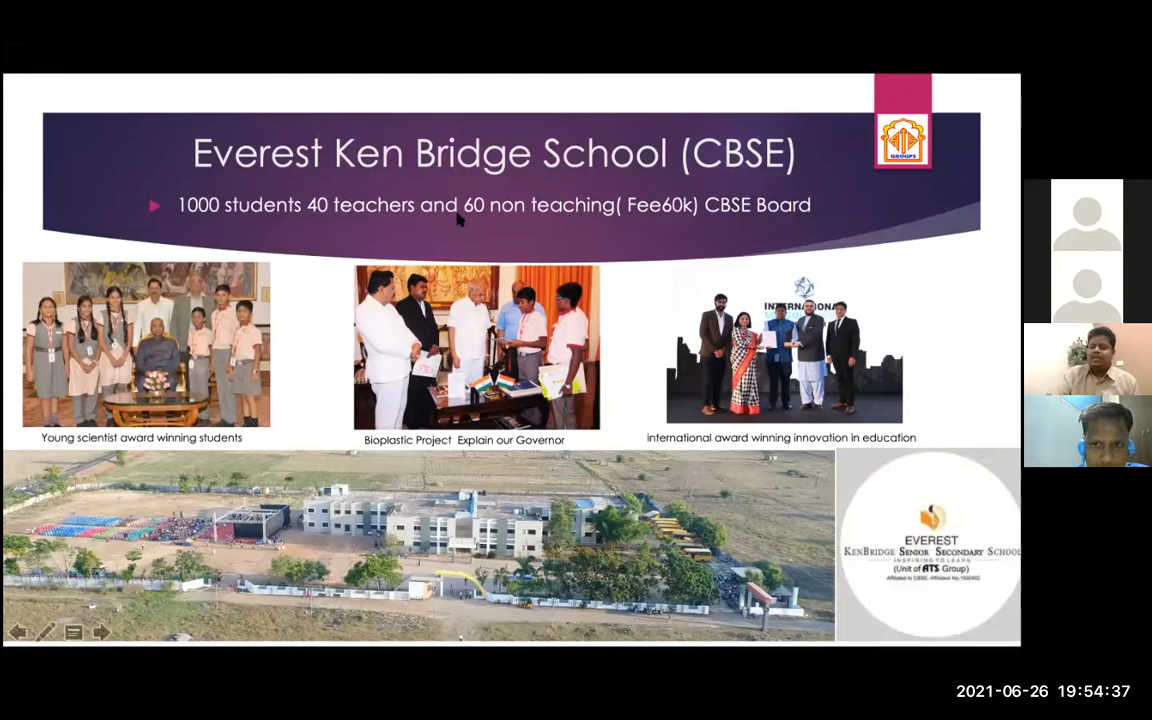 Everest Ken Bridge School (CBSE)
GROUPS
1000 students 40 teachers and 60 non teaching( Fee60k) CBSE Board
INTERNATIONAL
Young scientist award winning students
Bioplastic Project Explain our Governor
international award winning innovation in education
EVEREST
KENBRIDGE SENIOR SECONDARY SCHOOL
INSPIRING TO LEARN
(Unit of ATS Group)
2021-06-26 19:54:37